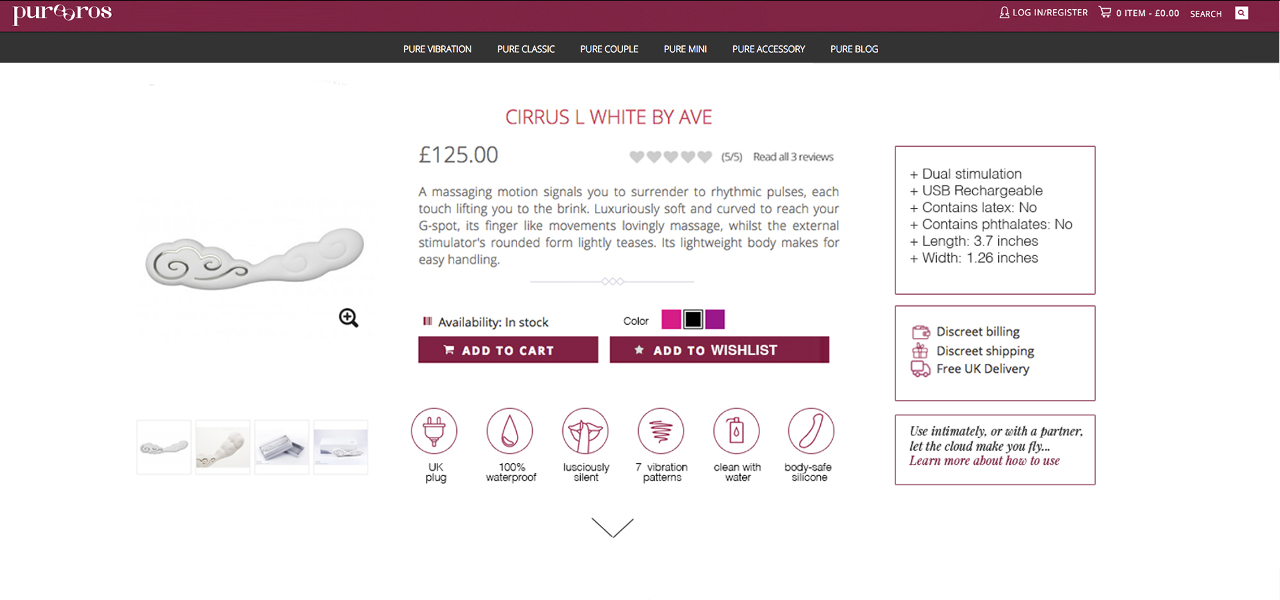 pureeros
LOG IN/REGISTER
0 ITEM - £0.00
SEARCH
PURE VIBRATION
PURE CLASSIC
PURE COUPLE
PURE MINI
PURE ACCESSORY
PURE BLOG
CIRRUS L WHITE BY AVE
£125.00
(5/5)
Read all 3 reviews
A massaging motion signals you to surrender to rhythmic pulses, each
touch lifting you to the brink. Luxuriously soft and curved to reach your
G-spot, its finger like movements lovingly massage, whilst the external
stimulator's rounded form lightly teases. Its lightweight body makes for
easy handling.
Availability: In stock
Color
ADD TO CART
ADD TO WISHLIST
UK
plug
100%
waterproof
lusciously
silent
7 vibration
patterns
clean with
water
body-safe
silicone
+ Dual stimulation
+ USB Rechargeable
+ Contains latex: No
+ Contains phthalates: No
+ Length: 3.7 inches
+ Width: 1.26 inches
Discreet billing
Discreet shipping
Free UK Delivery
Use intimately, or with a partner,
let the cloud make you fly...
Learn more about how to use